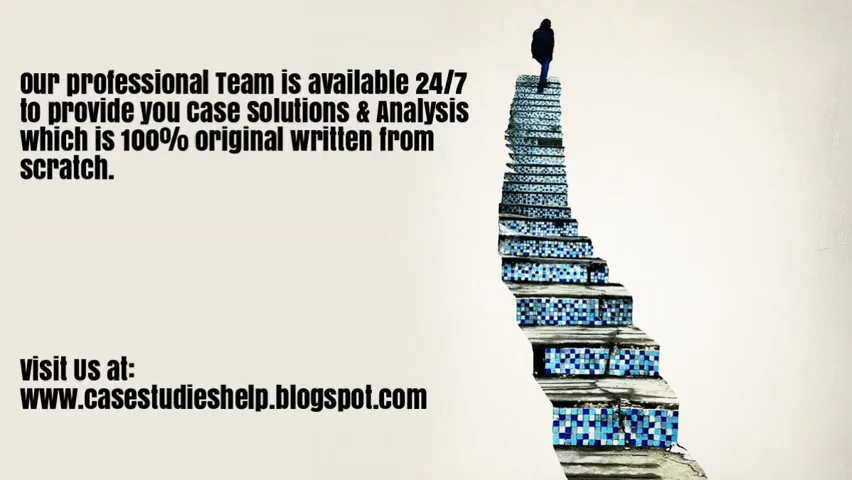 Our professional Team is available 24/7
to provide you Case Solutions & Analysis
which is 100% original written from
scratch.
Visit Us at:
www.casestudieshelp.blogspot.com